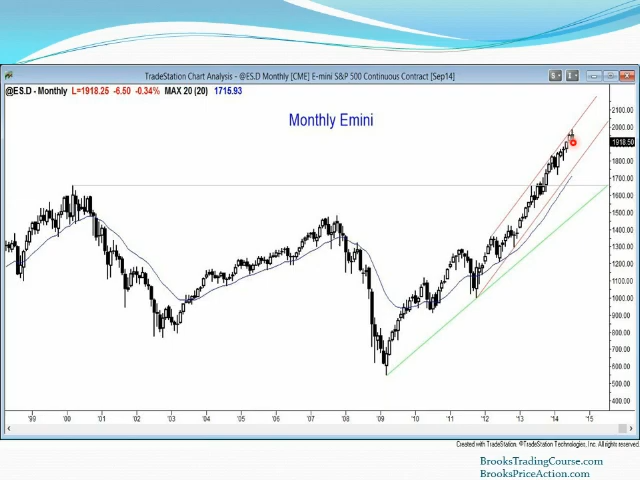 TradeStation Chart Analysis - @ES.D Monthly [CME] E-mini S&P 500 Continuous Contract [Sep14]
@ES.D - Monthly L=1918.25 -6.50 -0.34% MAX 20 (20) 1715.93
Monthly Emini
2100.00
2000.00
1918.50
1800.00
1700.00
1600.00
1500.00
1400.00
1300.00
1200.00
1100.00
1000.00
900.00
800.00
700.00
600.00
500.00
400.00
'99 '00 '01 '02 '03 '04 '05 '06 '07 '08 '09 '10 '11 '12 '13 '14 '15
Created with TradeStation. ©TradeStation Technologies, Inc. All rights reserved.
BrooksTradingCourse.com
BrooksPriceAction.com